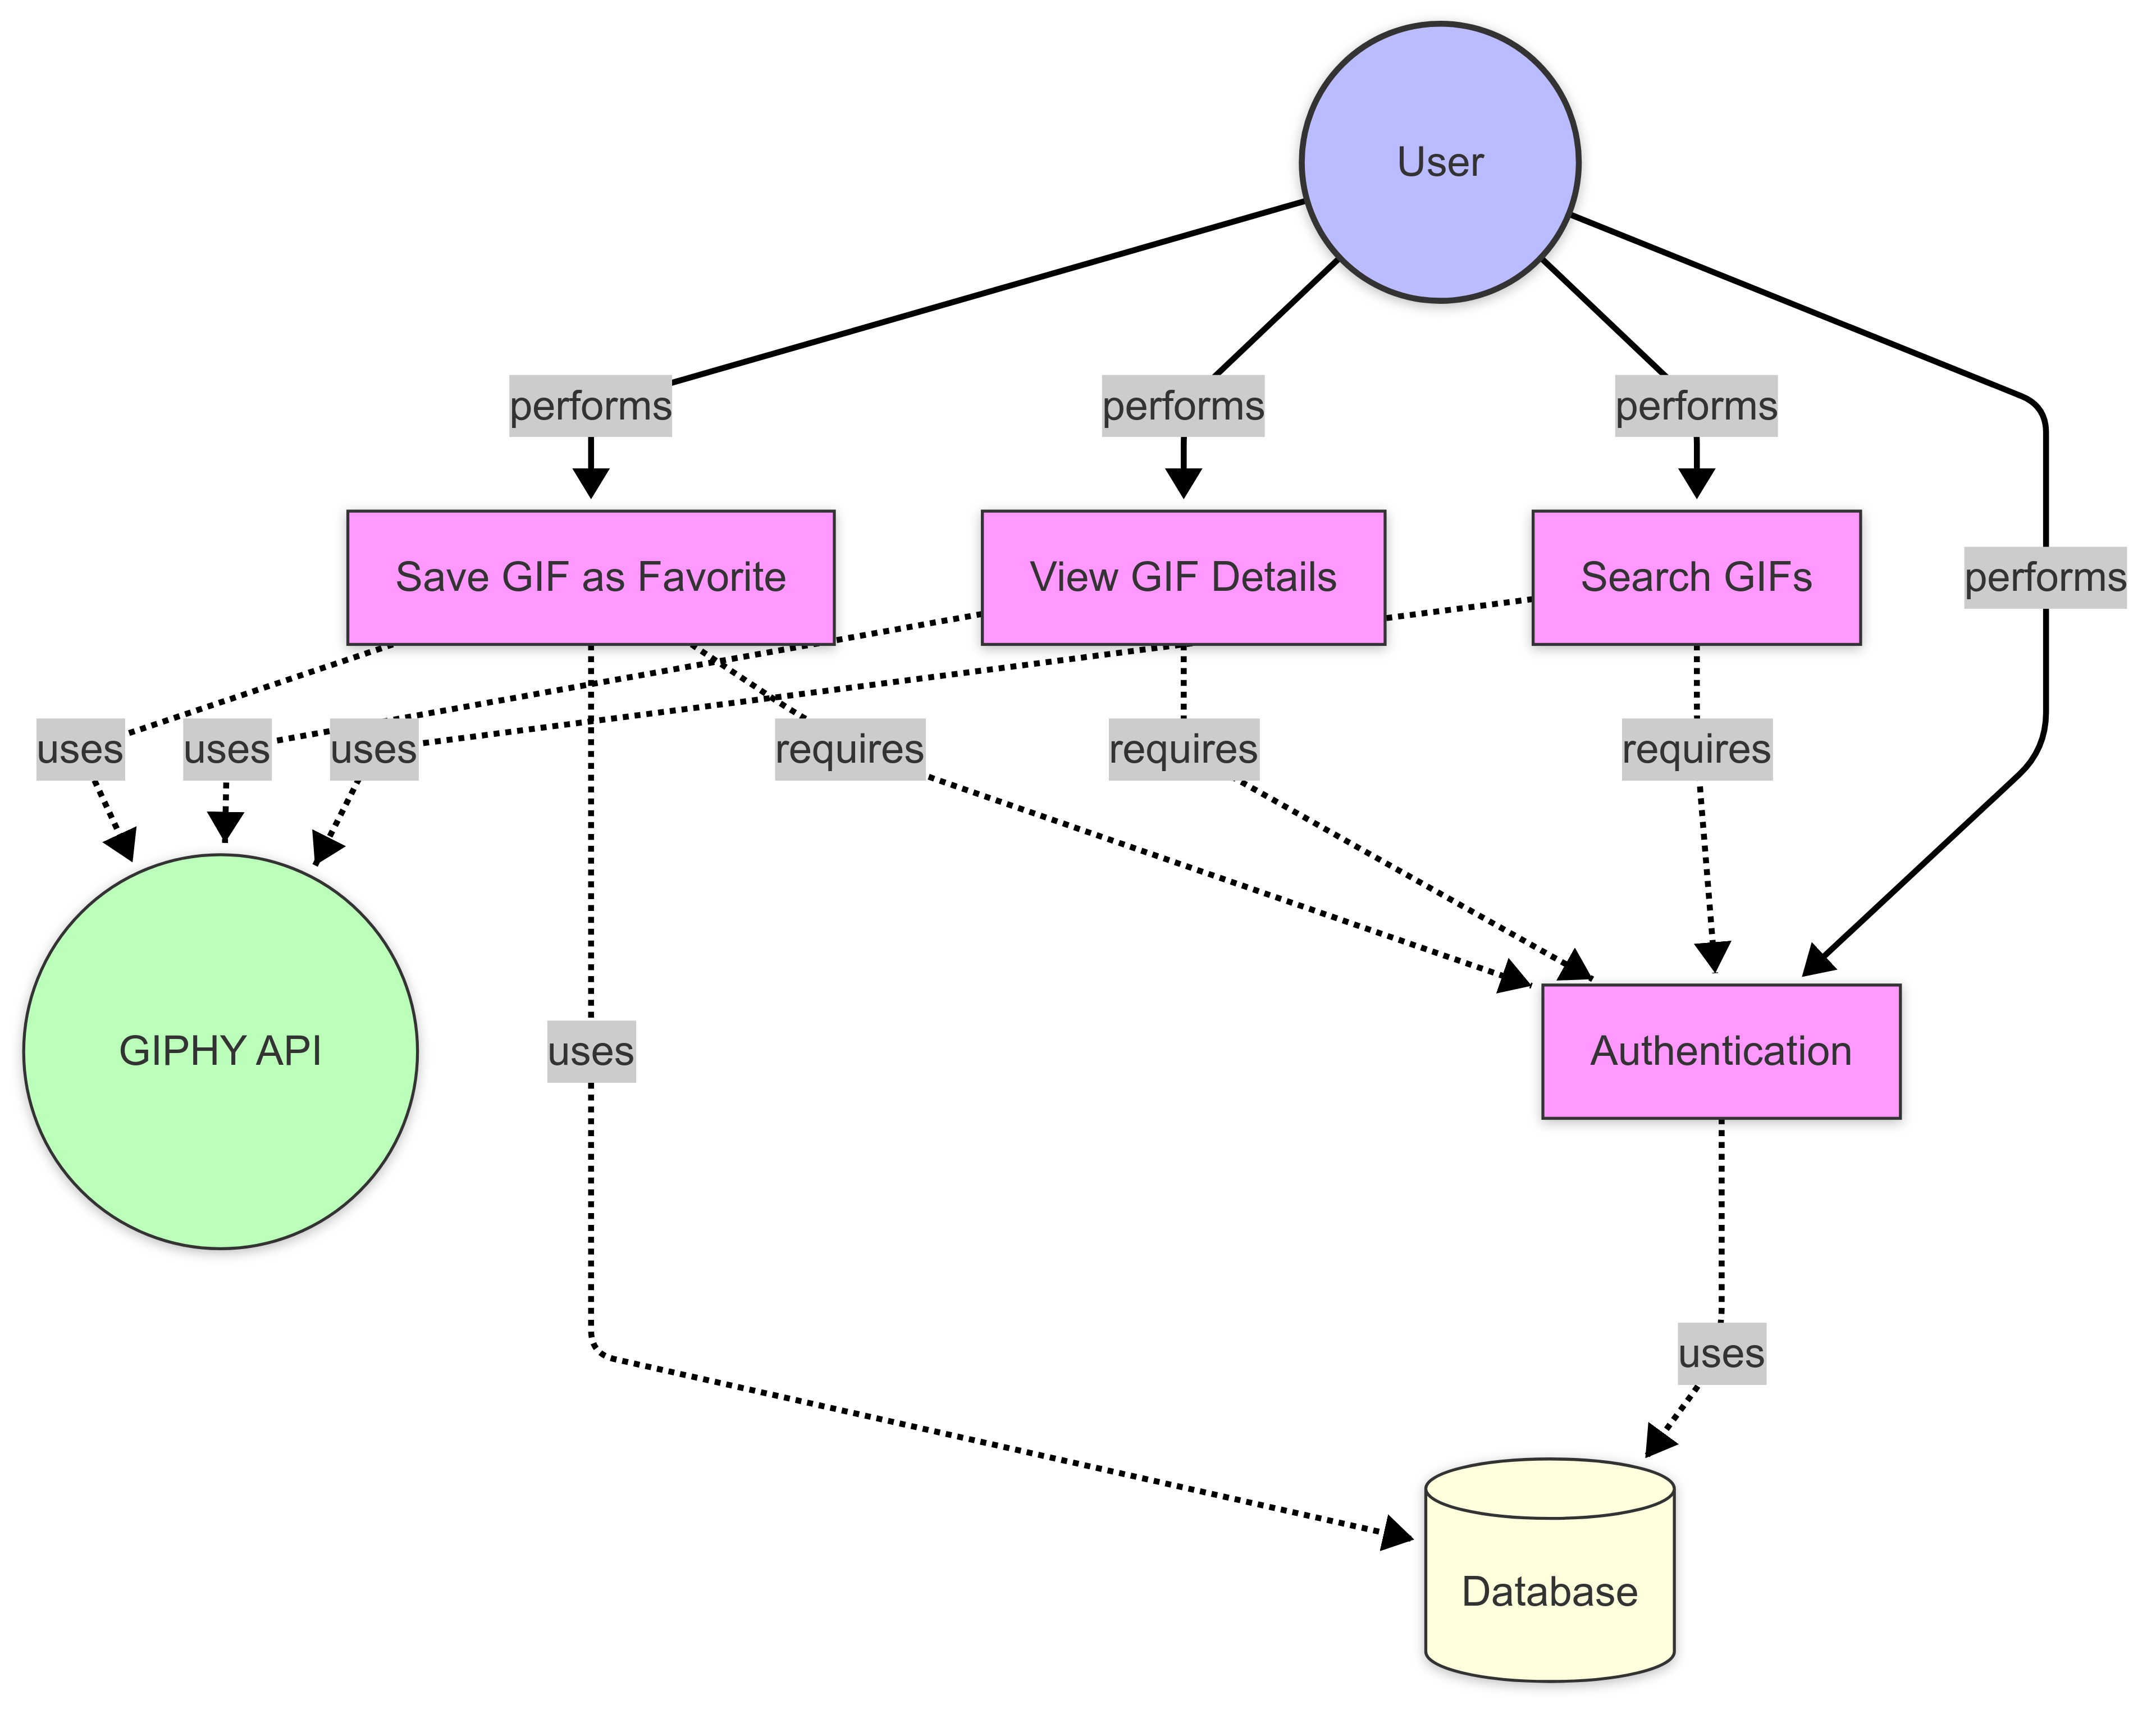 User
performs
performs
performs
Save GIF as Favorite
View GIF Details
Search GIFs
performs
uses
uses
uses
requires
requires
requires
GIPHY API
uses
Authentication
uses
Database